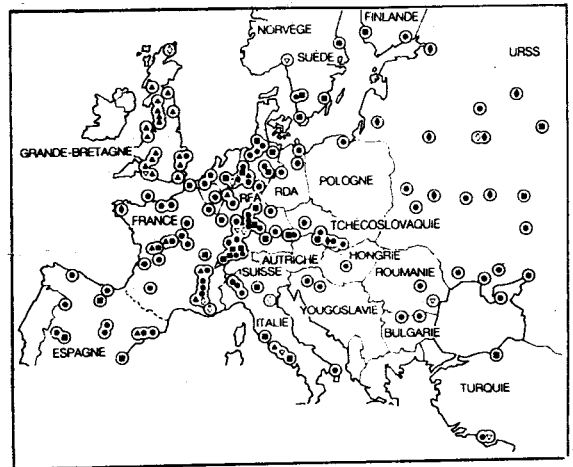 FINLANDE
NORVÈGE
URSS
SUÈDE
GRANDE-BRETAGNE
POLOGNE
RDA
RFA
FRANCE
TCHÉCOSLOVAQUIE
HONGRIE
AUTRICHE
ROUMANIE
SUISSE
YOUGOSLAVIE
ITALIE
BULGARIE
ESPAGNE
TURQUIE